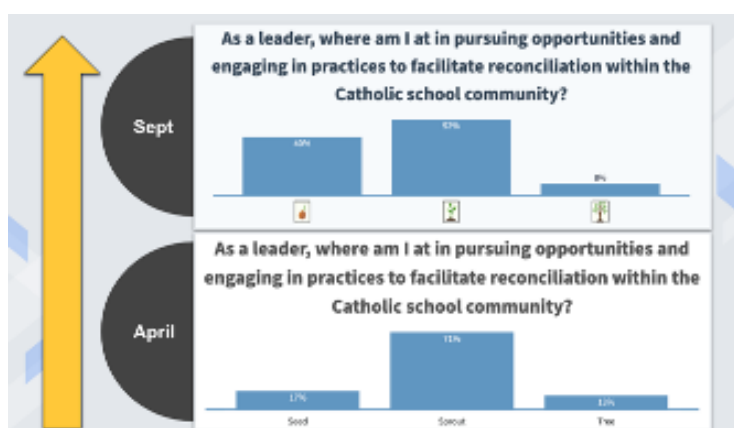 As a leader, where am I at in pursuing opportunities and
engaging in practices to facilitate reconciliation within the
Catholic school community?
Sept
8%
As a leader, where am I at in pursuing opportunities and
engaging in practices to facilitate reconciliation within the
Catholic school community?
April
71%
17%
Seed
Sprout
Tree